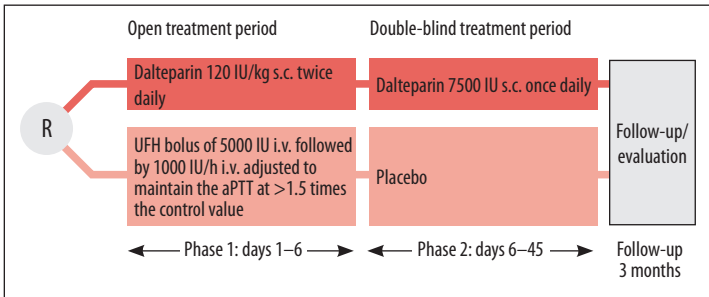 Open treatment period
Double-blind treatment period
R
Dalteparin 120 IU/kg s.c. twice
daily
Dalteparin 7500 IU s.c. once daily
UFH bolus of 5000 IU i.v. followed
by 1000 IU/h i.v. adjusted to
maintain the aPTT at >1.5 times
the control value
Placebo
Follow-up/
evaluation
Phase 1: days 1–6
Phase 2: days 6–45
Follow-up
3 months